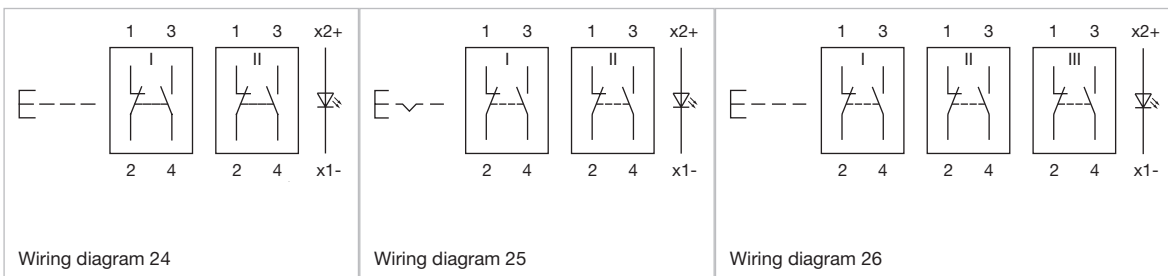 1 3 1 3 x2+
I II
2 4 2 4 x1-
Wiring diagram 24
1 3 1 3 x2+
I II
2 4 2 4 x1-
Wiring diagram 25
1 3 1 3 1 3 x2+
I II III
2 4 2 4 2 4 x1-
Wiring diagram 26